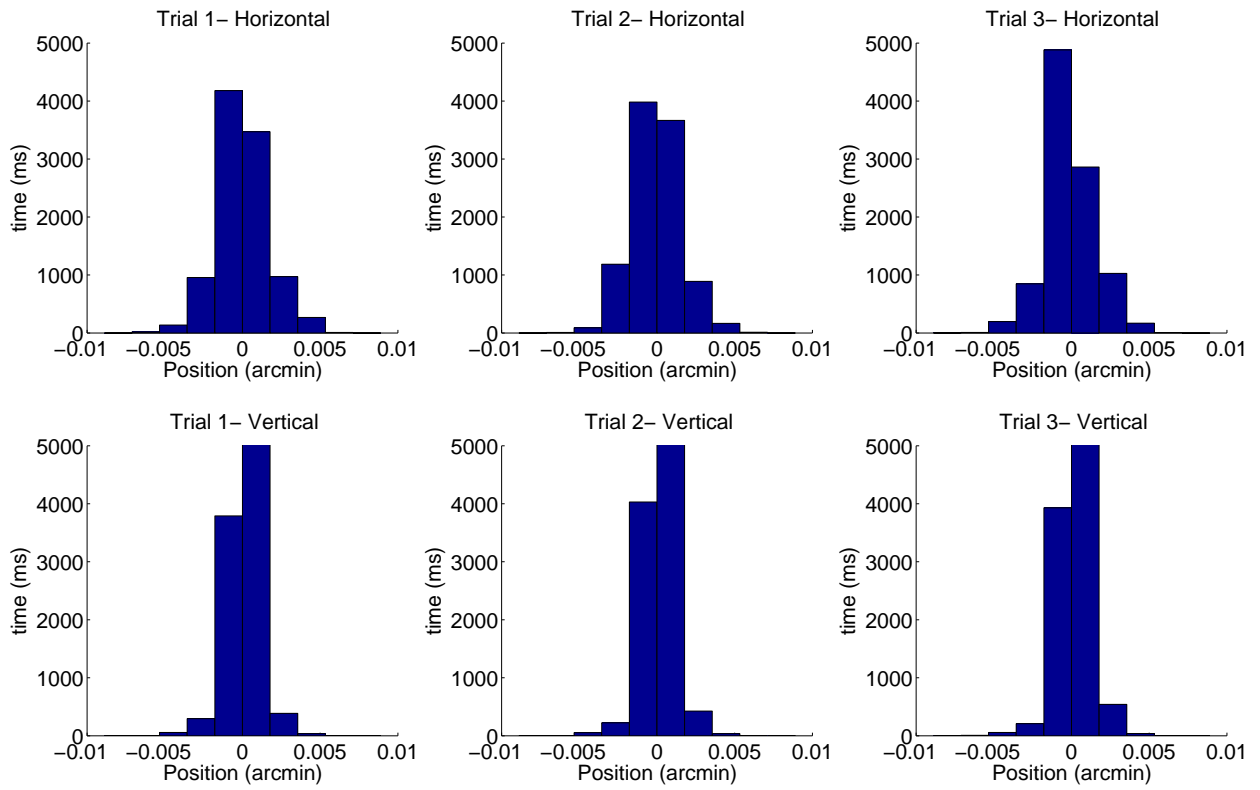 Trial 1− Horizontal
Trial 2− Horizontal
Trial 3− Horizontal
5000
4000
3000
2000
1000
0
time (ms)
−0.01 −0.005 0 0.005 0.01
Position (arcmin)
5000
4000
3000
2000
1000
0
time (ms)
−0.01 −0.005 0 0.005 0.01
Position (arcmin)
5000
4000
3000
2000
1000
0
time (ms)
−0.01 −0.005 0 0.005 0.01
Position (arcmin)
Trial 1− Vertical
Trial 2− Vertical
Trial 3− Vertical
5000
4000
3000
2000
1000
0
time (ms)
−0.01 −0.005 0 0.005 0.01
Position (arcmin)
5000
4000
3000
2000
1000
0
time (ms)
−0.01 −0.005 0 0.005 0.01
Position (arcmin)
5000
4000
3000
2000
1000
0
time (ms)
−0.01 −0.005 0 0.005 0.01
Position (arcmin)